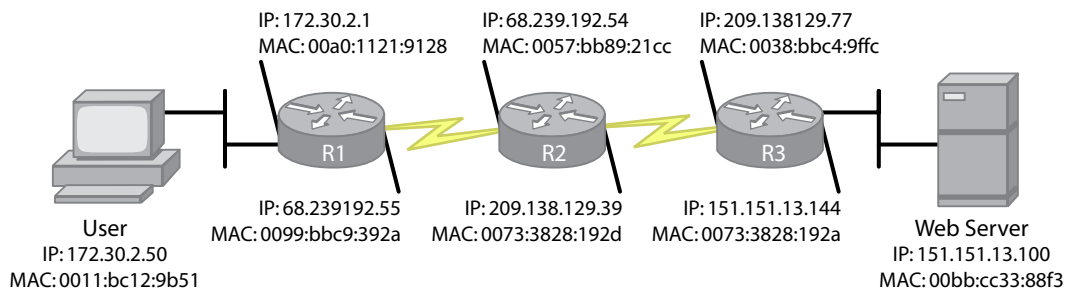 IP: 172.30.2.1
MAC: 00a0:1121:9128
IP: 68.239.192.54
MAC: 0057:bb89:21cc
IP: 209.138129.77
MAC: 0038:bbc4:9ffc
R1
R2
R3
IP: 68.239192.55
MAC: 0099:bbc9:392a
IP: 209.138.129.39
MAC: 0073:3828:192d
IP: 151.151.13.144
MAC: 0073:3828:192a
User
IP: 172.30.2.50
MAC: 0011:bc12:9b51
Web Server
IP: 151.151.13.100
MAC: 00bb:cc33:88f3